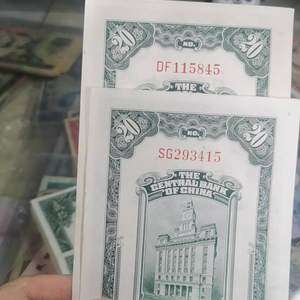 20 NO. 20
DF115845
THE
20 NO. 20
SG293415
THE
CENTRAL BANK
OF CHINA